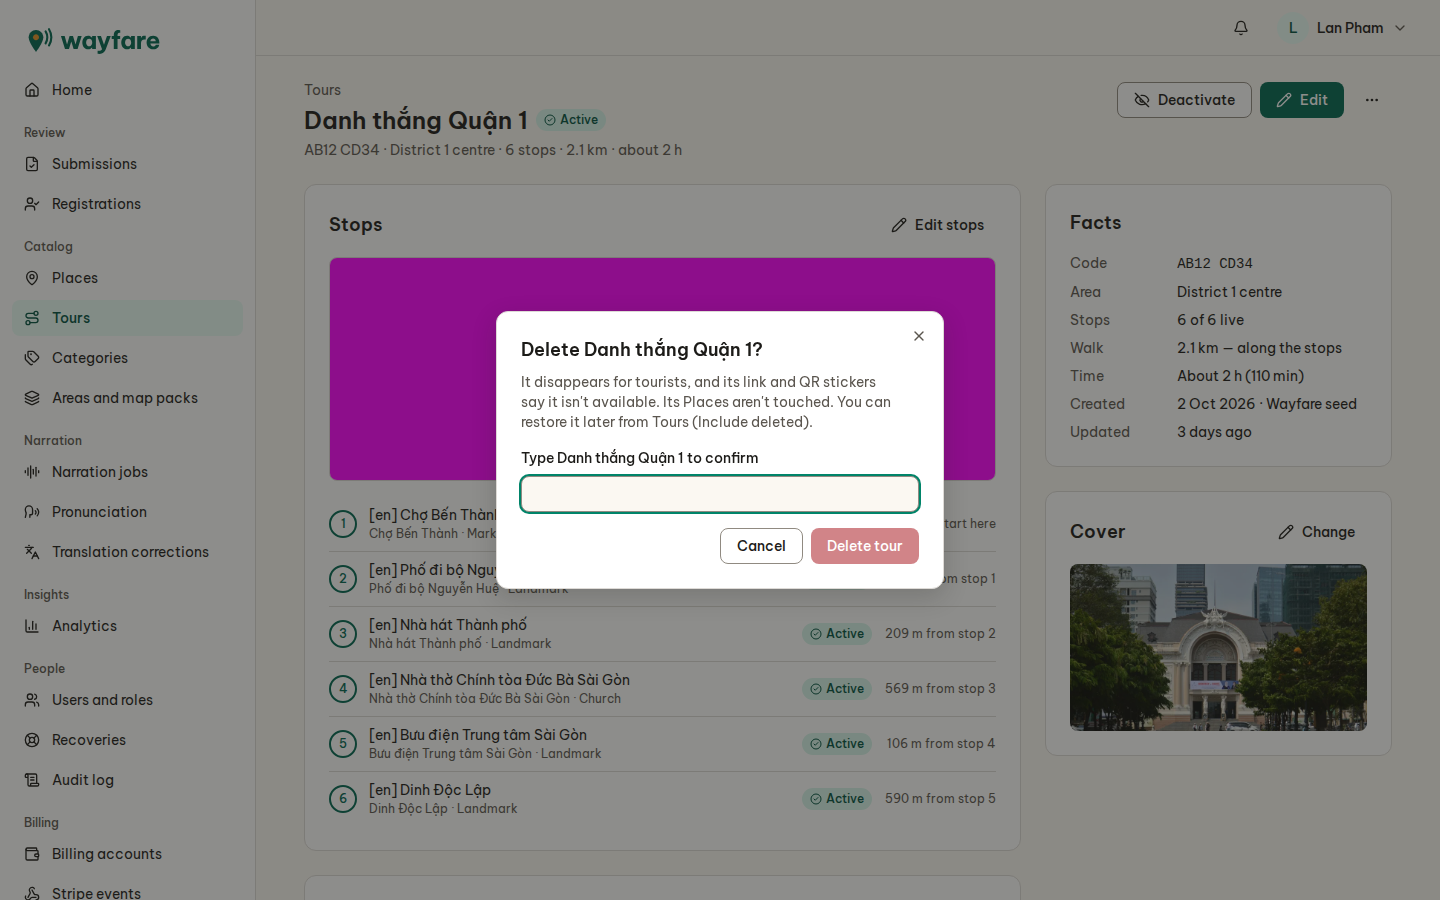 wayfare
Home
Review
Submissions
Registrations
Catalog
Places
Tours
Categories
Areas and map packs
Narration
Narration jobs
Pronunciation
Translation corrections
Insights
Analytics
People
Users and roles
Recoveries
Audit log
Billing
Billing accounts
Stripe events
L Lan Pham
Tours
Danh thắng Quận 1 Active
AB12 CD34 · District 1 centre · 6 stops · 2.1 km · about 2 h
Deactivate
Edit
Stops
Edit stops
Delete Danh thắng Quận 1?
It disappears for tourists, and its link and QR stickers
say it isn't available. Its Places aren't touched. You can
restore it later from Tours (Include deleted).
Type Danh thắng Quận 1 to confirm
Cancel
Delete tour
1 [en] Chợ Bến Thành
Chợ Bến Thành · Mark
tart here
2 [en] Phố đi bộ Nguy
Phố đi bộ Nguyễn Huệ · Landmark
om stop 1
3 [en] Nhà hát Thành phố
Nhà hát Thành phố · Landmark
Active 209 m from stop 2
4 [en] Nhà thờ Chính tòa Đức Bà Sài Gòn
Nhà thờ Chính tòa Đức Bà Sài Gòn · Church
Active 569 m from stop 3
5 [en] Bưu điện Trung tâm Sài Gòn
Bưu điện Trung tâm Sài Gòn · Landmark
Active 106 m from stop 4
6 [en] Dinh Độc Lập
Dinh Độc Lập · Landmark
Active 590 m from stop 5
Facts
Code AB12 CD34
Area District 1 centre
Stops 6 of 6 live
Walk 2.1 km — along the stops
Time About 2 h (110 min)
Created 2 Oct 2026 · Wayfare seed
Updated 3 days ago
Cover
Change